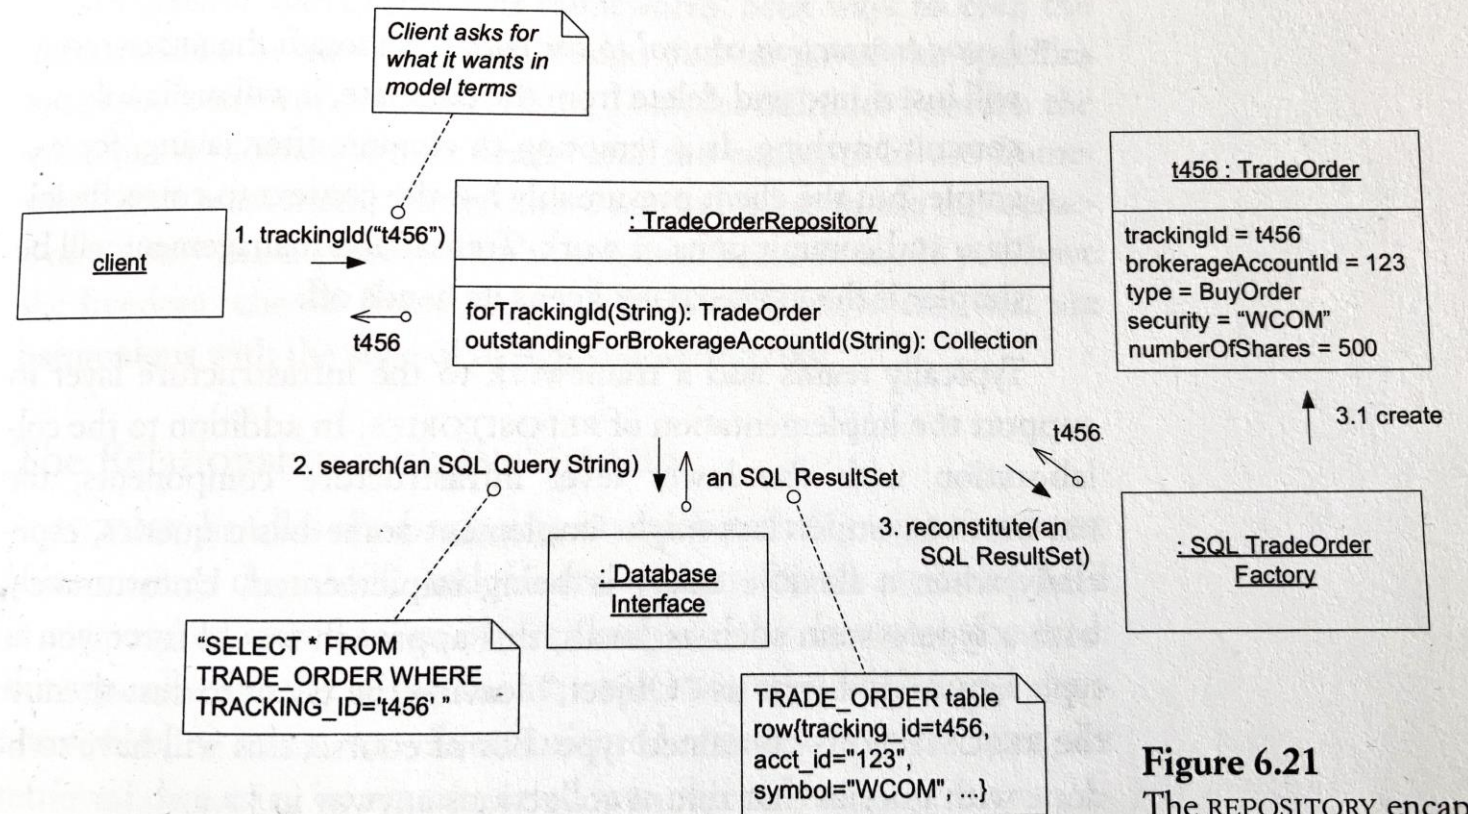 Client asks for
what it wants in
model terms
client
1. trackingId("t456")
t456
: TradeOrderRepository
forTrackingId(String): TradeOrder
outstandingForBrokerageAccountId(String): Collection
t456 : TradeOrder
trackingId = t456
brokerageAccountId = 123
type = BuyOrder
security = "WCOM"
numberOfShares = 500
2. search(an SQL Query String)
an SQL ResultSet
t456
3. reconstitute(an
SQL ResultSet)
3.1 create
: SQL TradeOrder
Factory
: Database
Interface
"SELECT * FROM
TRADE_ORDER WHERE
TRACKING_ID='t456' "
TRADE_ORDER table
row{tracking_id=t456,
acct_id="123",
symbol="WCOM",...}
Figure 6.21
The REPOSITORY encap